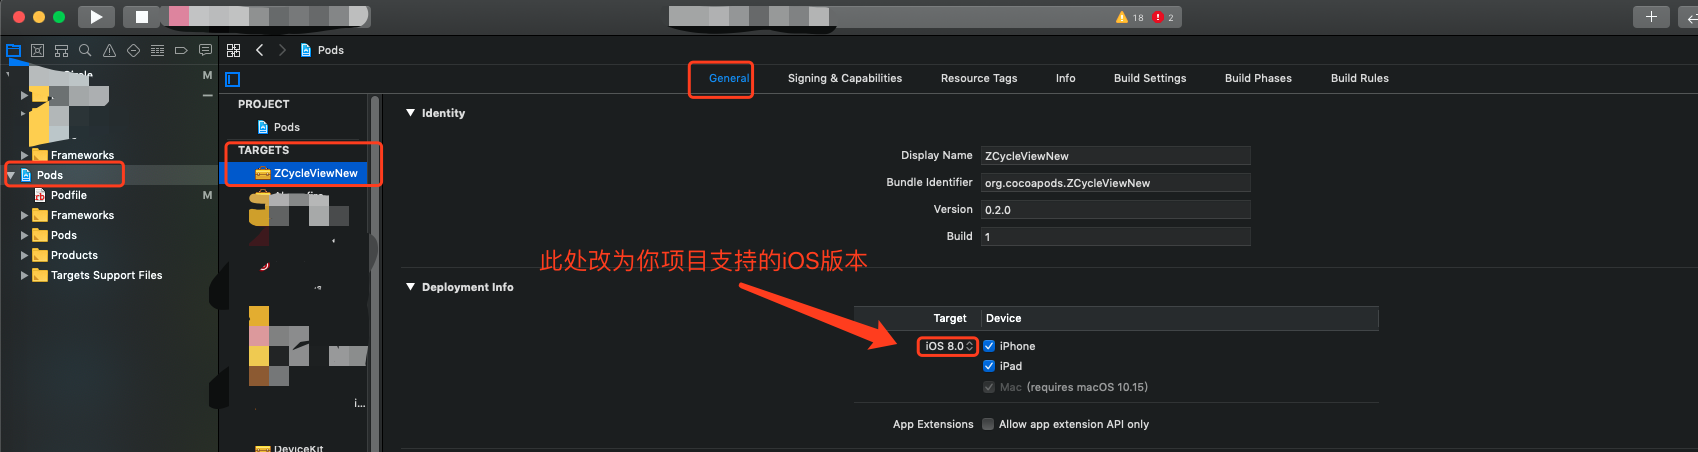 18 2
Pods
Circle M
General Signing & Capabilities Resource Tags Info Build Settings Build Phases Build Rules
Frameworks
Pods
Podfile M
Frameworks
Pods
Products
Targets Support Files
PROJECT
Pods
TARGETS
ZCycleViewNew
i...
DeviceKit
Identity
Display Name ZCycleViewNew
Bundle Identifier org.cocoapods.ZCycleViewNew
Version 0.2.0
Build 1
此处改为你项目支持的iOS版本
Deployment Info
Target Device
iOS 8.0 iPhone
iPad
Mac (requires macOS 10.15)
App Extensions Allow app extension API only